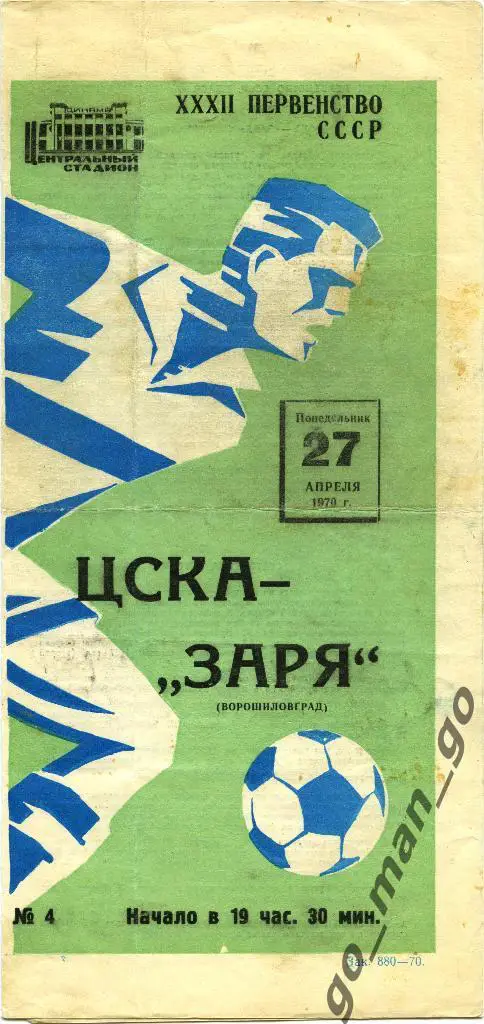 XXXII ПЕРВЕНСТВО
СССР
ДИНАМО
ЦЕНТРАЛЬНЫЙ
СТАДИОН
Понедельник
27
АПРЕЛЯ
1970 г.
ЦСКА–
„ЗАРЯ“
(ВОРОШИЛОВГРАД)
№ 4 Начало в 19 час. 30 мин.
Зак. 880—70.
go_man_go